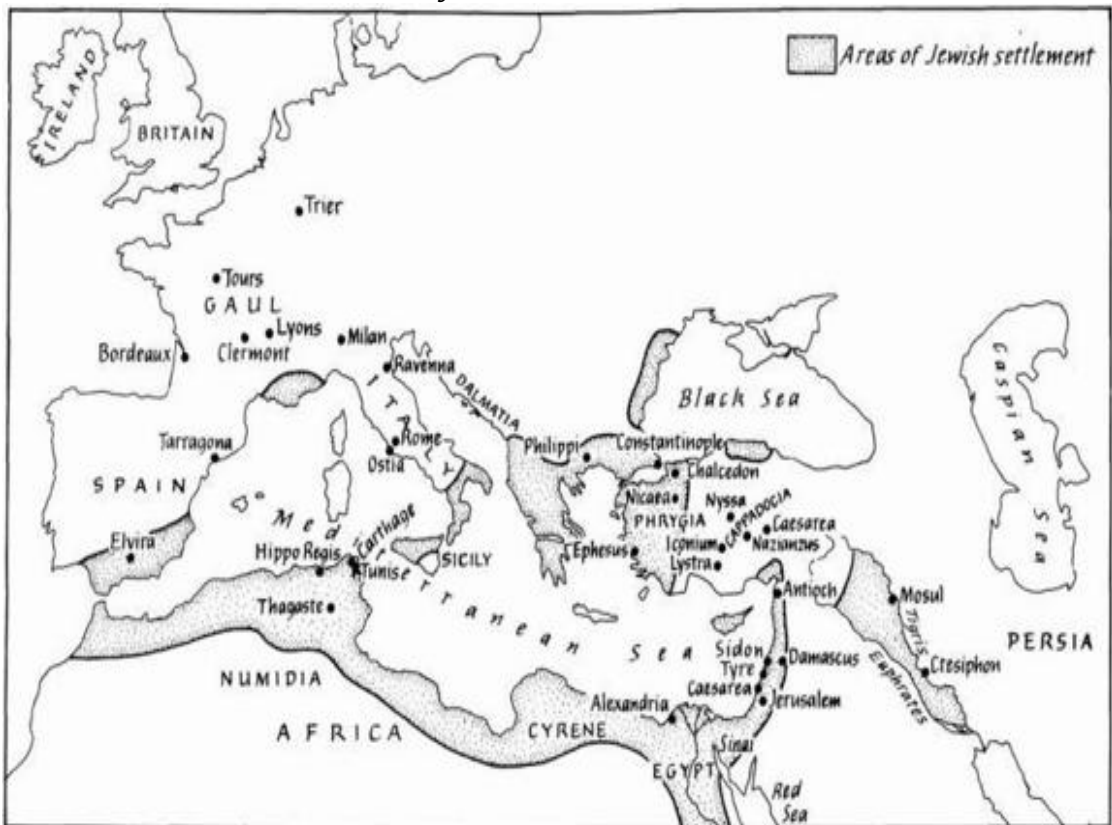 Areas of Jewish settlement
IRELAND
BRITAIN
Trier
Tours
GAUL
Lyons
Clermont
Bordeaux
Milan
Ravenna
ITALY
DALMATIA
Black Sea
Caspian Sea
Tarragona
Rome
Ostia
Philippi
Constantinople
Chalcedon
SPAIN
Nicaea
Nyssa
PHRYGIA
CAPPADOCIA
Caesarea
Nazianzus
Elvira
Mediterranean Sea
Carthage
Hippo Regis
Tunis
SICILY
Ephesus
Iconium
Lystra
Antioch
Mosul
Thagaste
Tigris
PERSIA
Sidon
Damascus
Tyre
Ctesiphon
Euphrates
NUMIDIA
Caesarea
Jerusalem
Alexandria
AFRICA
CYRENE
Sinai
EGYPT
Red
Sea